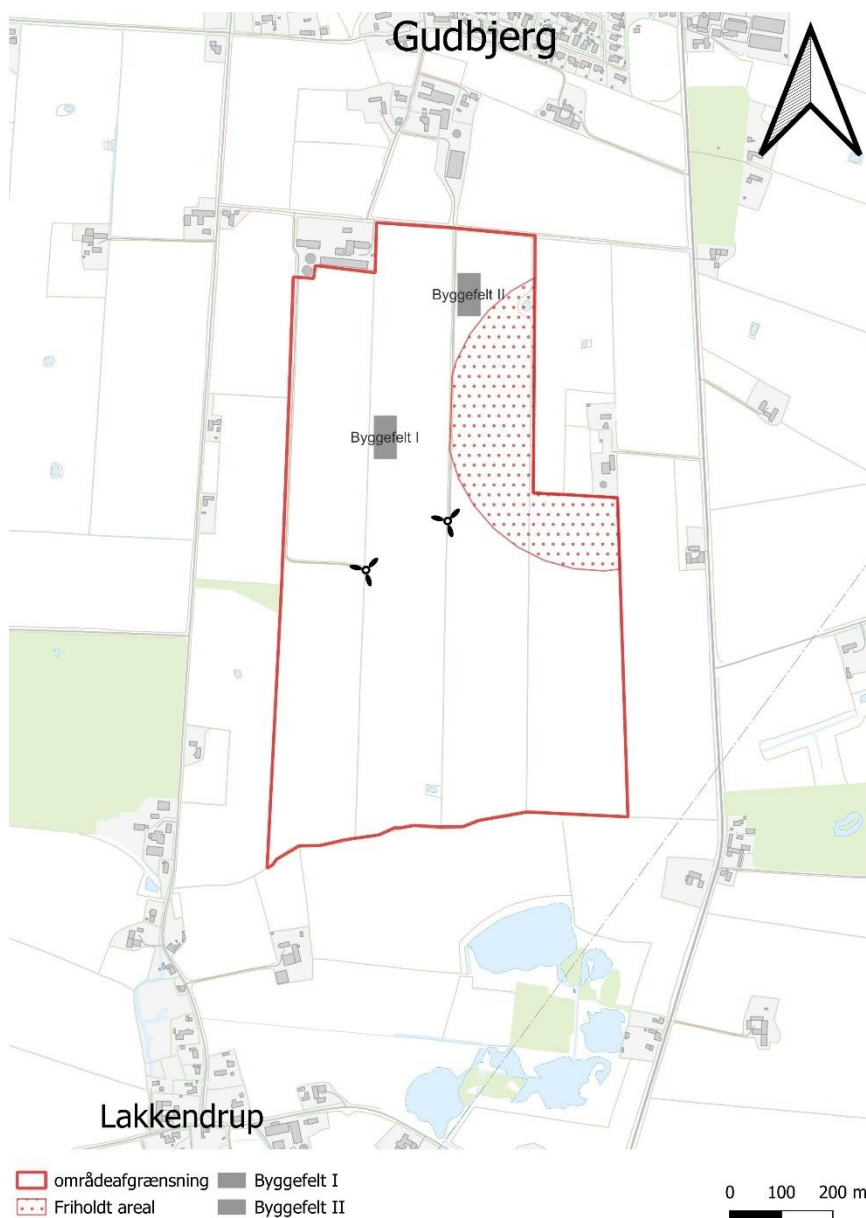 Gudbjerg
Byggefelt II
Byggefelt I
Lakkendrup
områdeafgrænsning
Byggefelt I
Friholdt areal
Byggefelt II
0 100 200 m